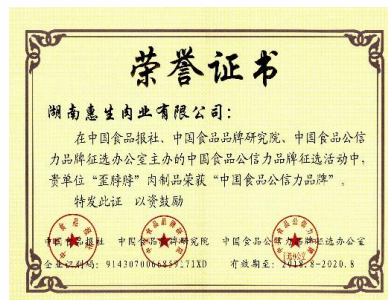 荣誉证书
湖南惠生肉业有限公司：
在中国食品报社、中国食品品牌研究院、中国食品公信
力品牌征选办公室主办的中国食品公信力品牌征选活动中，
贵单位“歪脖脖”肉制品荣获“中国食品公信力品牌”。
特发此证 以资鼓励
中国食品报社 中国食品品牌研究院 中国食品公信力品牌征选办公室
有效期至：2018.8-2020.8